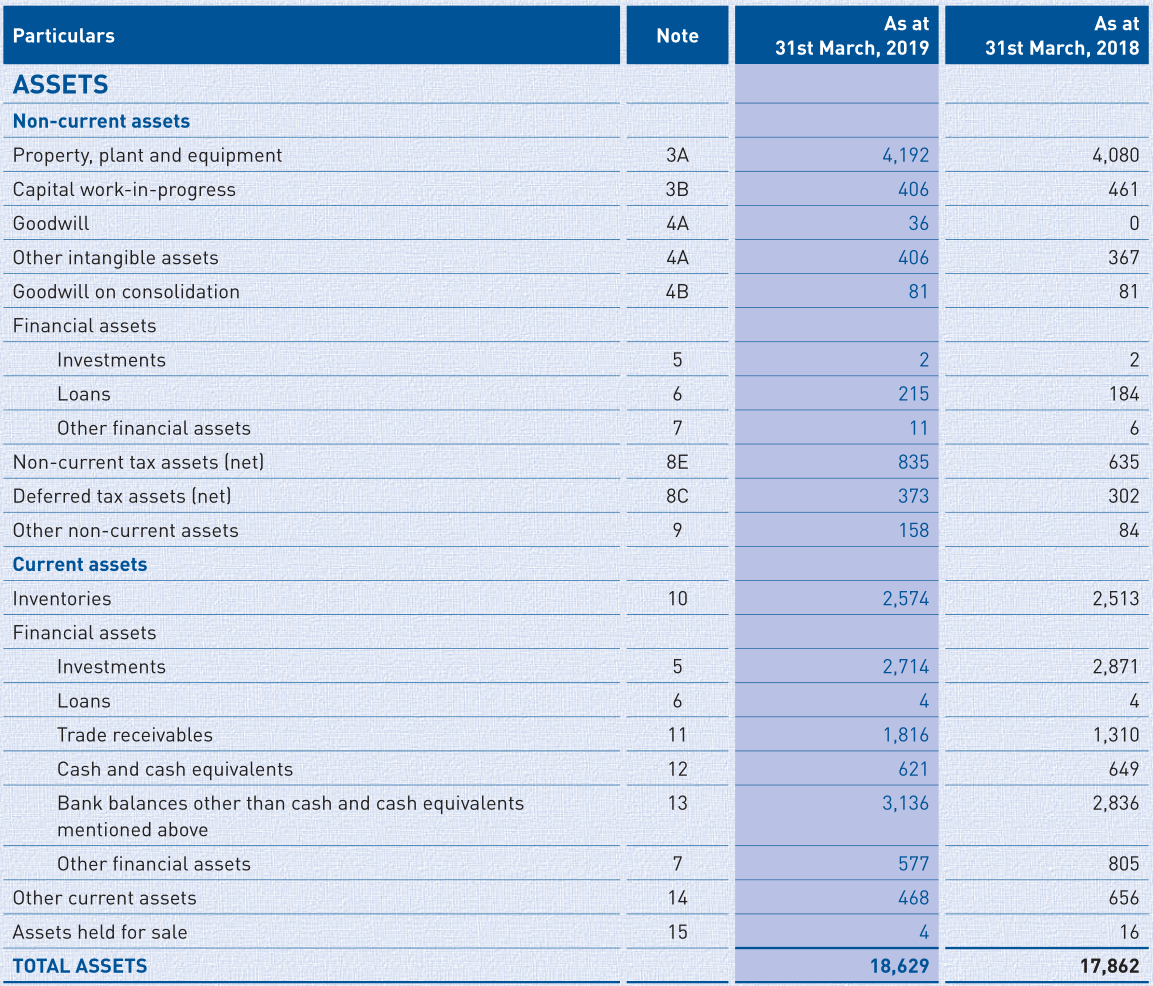 Particulars Note As at 31st March, 2019 As at 31st March, 2018
ASSETS
Non-current assets
Property, plant and equipment 3A 4,192 4,080
Capital work-in-progress 3B 406 461
Goodwill 4A 36 0
Other intangible assets 4A 406 367
Goodwill on consolidation 4B 81 81
Financial assets
Investments 5 2 2
Loans 6 215 184
Other financial assets 7 11 6
Non-current tax assets (net) 8E 835 635
Deferred tax assets (net) 8C 373 302
Other non-current assets 9 158 84
Current assets
Inventories 10 2,574 2,513
Financial assets
Investments 5 2,714 2,871
Loans 6 4 4
Trade receivables 11 1,816 1,310
Cash and cash equivalents 12 621 649
Bank balances other than cash and cash equivalents 13 3,136 2,836
mentioned above
Other financial assets 7 577 805
Other current assets 14 468 656
Assets held for sale 15 4 16
TOTAL ASSETS 18,629 17,862